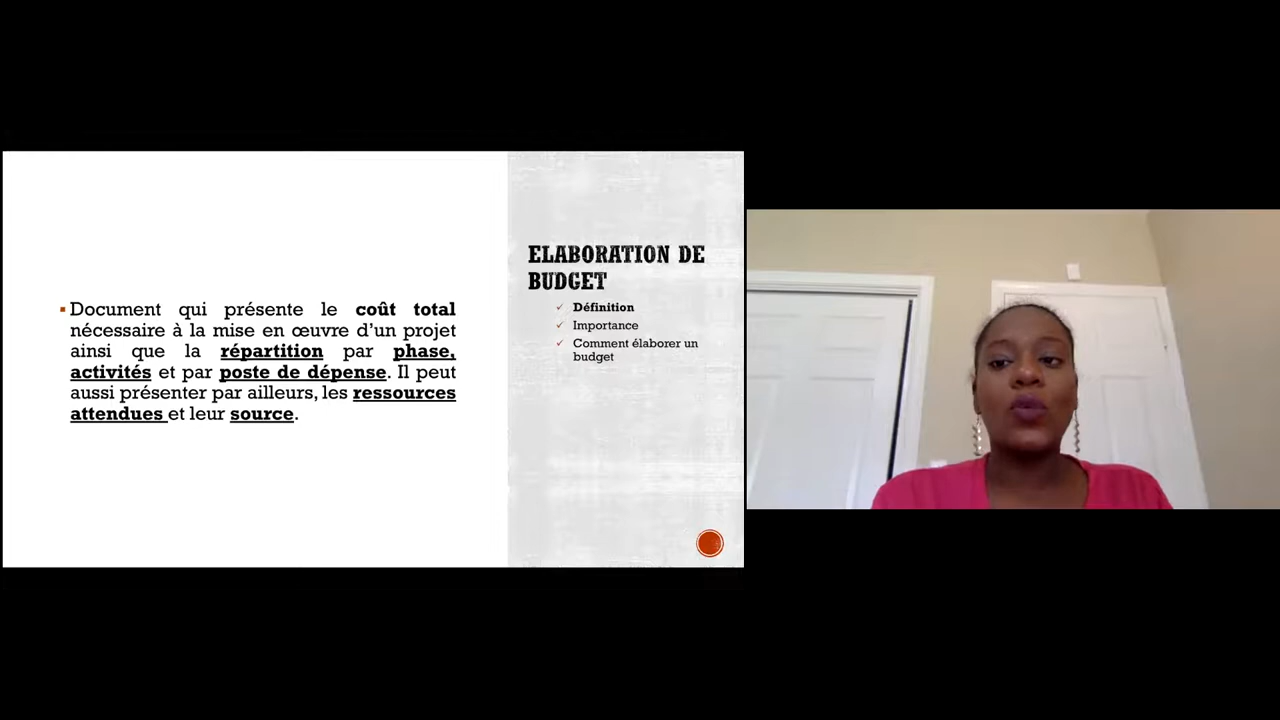 Document qui présente le coût total
nécessaire à la mise en œuvre d’un projet
ainsi que la répartition par phase,
activités et par poste de dépense. Il peut
aussi présenter par ailleurs, les ressources
attendues et leur source.
ELABORATION DE
BUDGET
Définition
Importance
Comment élaborer un
budget